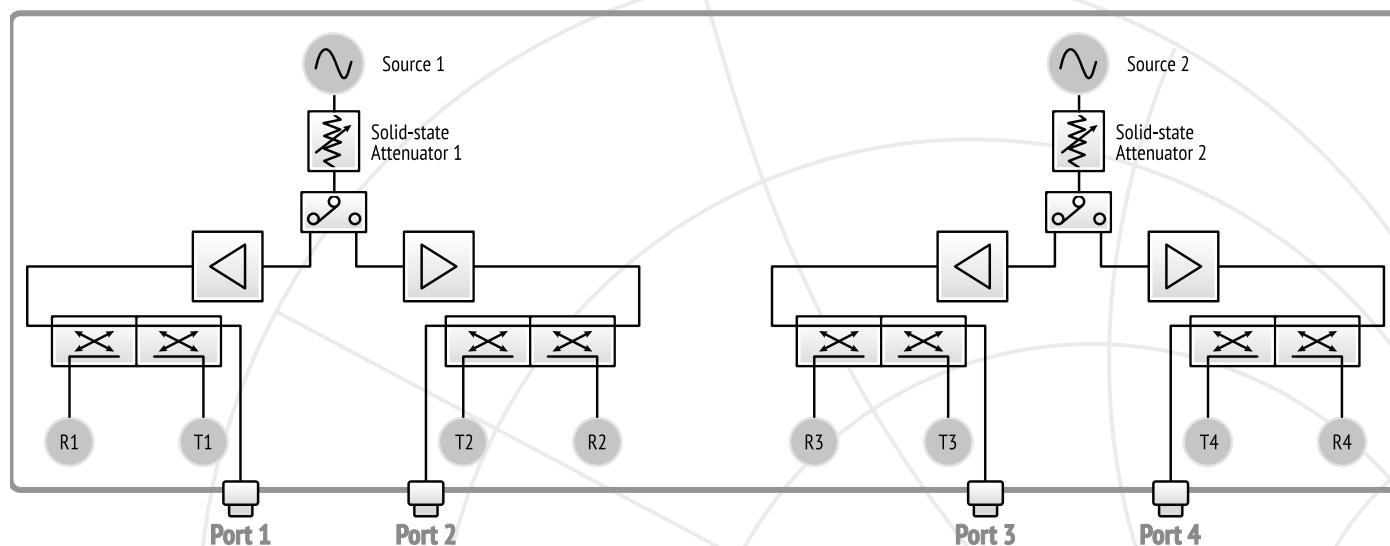 Source 1
Source 2
Solid-state
Attenuator 1
Solid-state
Attenuator 2
R1
T1
T2
R2
R3
T3
T4
R4
Port 1
Port 2
Port 3
Port 4